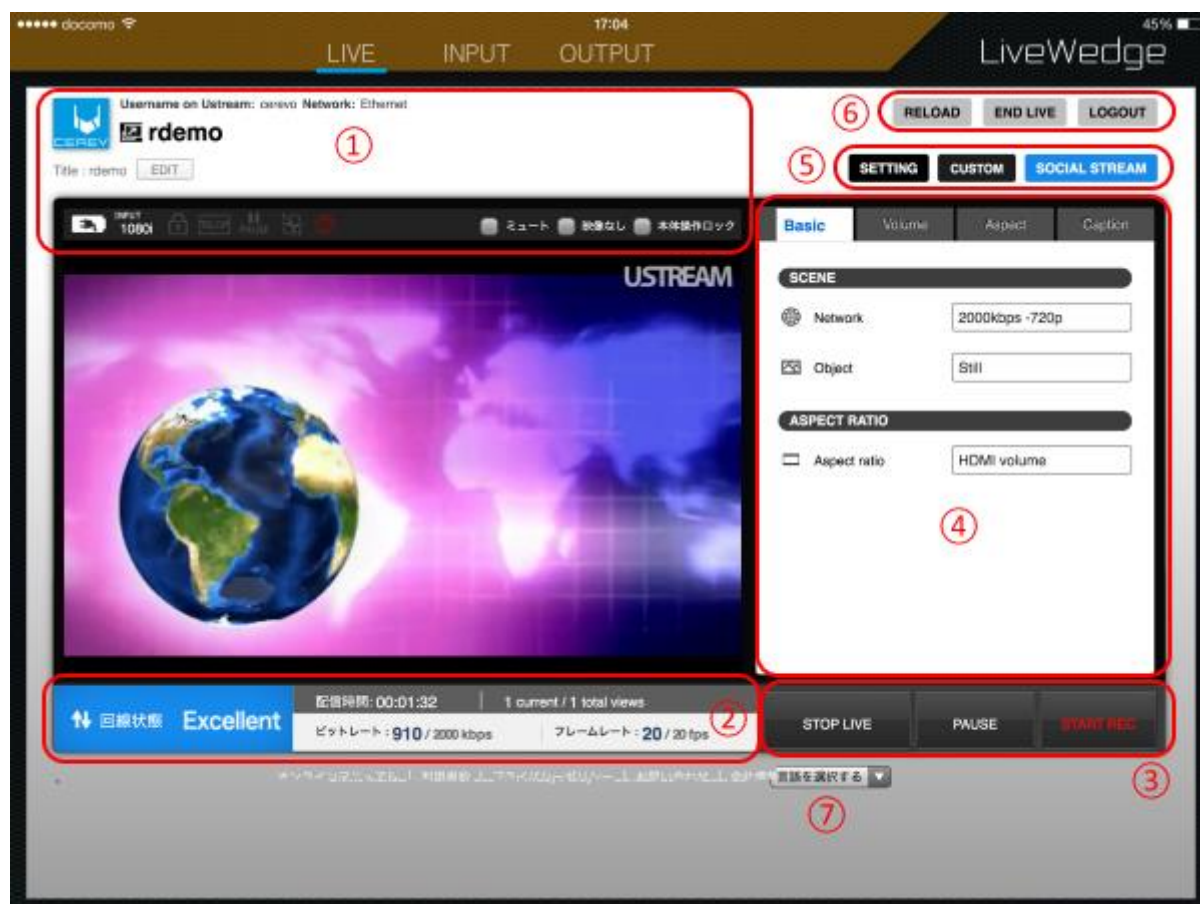 docomo 17:04 45%
LIVE INPUT OUTPUT LiveWedge
Username on Ustream: cerevo Network: Ethernet
CEREV
rdemo
①
Title : rdemo EDIT
⑥ RELOAD END LIVE LOGOUT
⑤ SETTING CUSTOM SOCIAL STREAM
INPUT
1080i
ミュート 映像なし 本体操作ロック
USTREAM
Basic Volume Aspect Caption
SCENE
Network 2000kbps -720p
Object Still
ASPECT RATIO
Aspect ratio HDMI volume
④
回線状態 Excellent
配信時間: 00:01:32 1 current / 1 total views
ビットレート : 910 / 2000 kbps フレームレート : 20 / 20 fps
②
STOP LIVE PAUSE START REC
③
言語を選択する
⑦